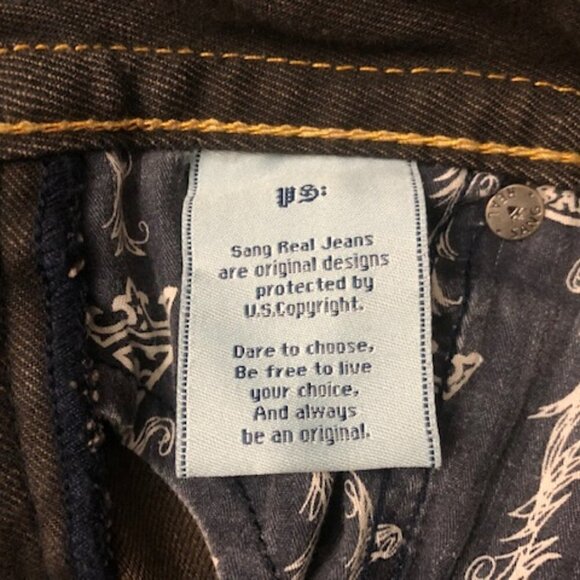 PS:
Sang Real Jeans
are original designs
protected by
U.S.Copyright.
Dare to choose,
Be free to live
your choice,
And always
be an original.
SANG